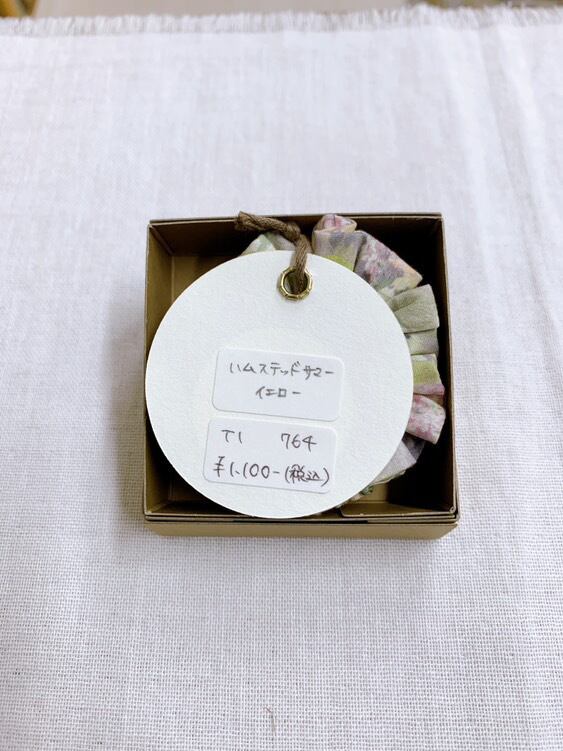 ハムステッドサマー
イエロー
T1 764
¥1,100-(税込)